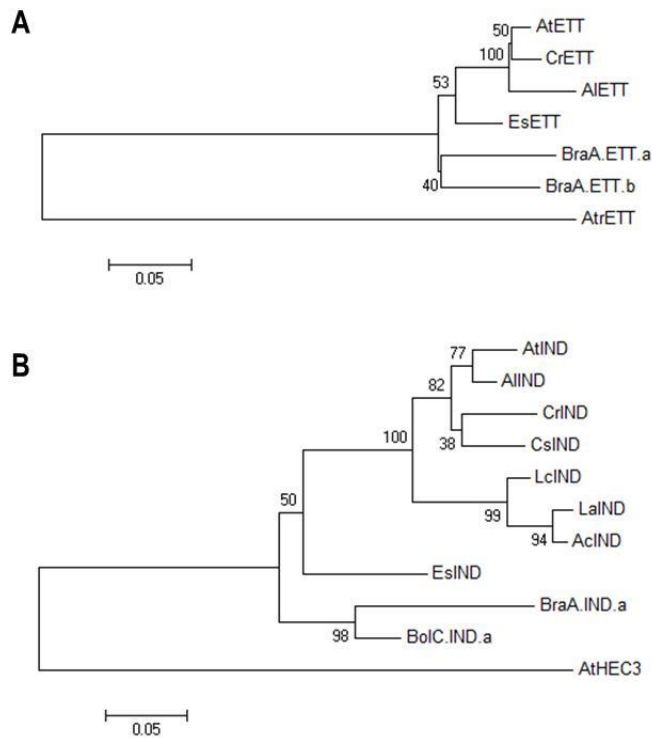 A
50
AtETT
CrETT
100
AlETT
53
EsETT
BraA.ETT.a
40
BraA.ETT.b
AtrETT
0.05
B
77
AtIND
AlIND
82
CrIND
38
CsIND
100
LcIND
99
LaIND
94
AcIND
50
EsIND
BraA.IND.a
98
BolC.IND.a
AtHEC3
0.05